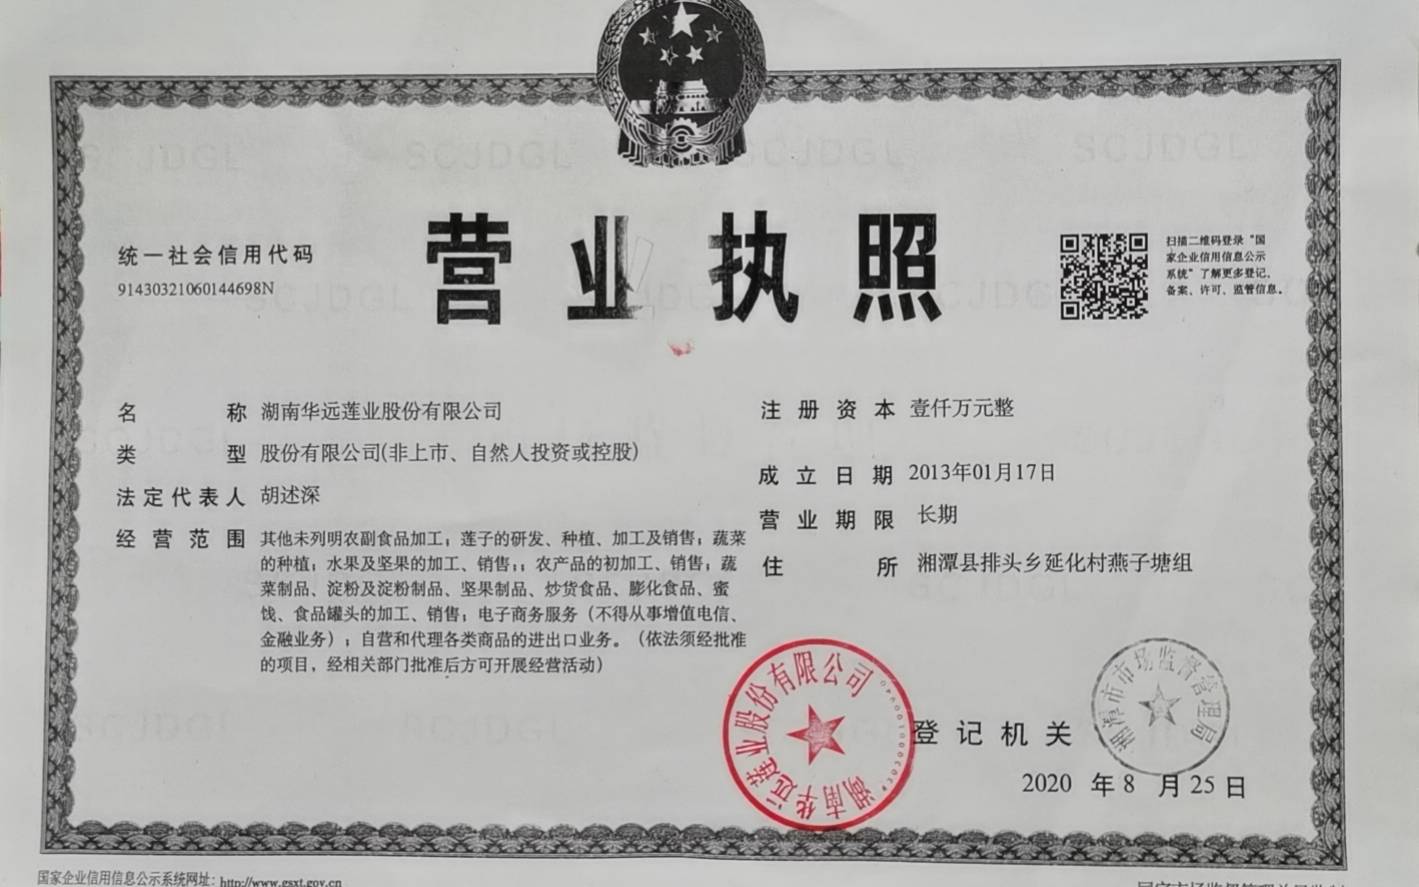 营业执照
统一社会信用代码
91430321060144698N
扫描二维码登录“国
家企业信用信息公示
系统”了解更多登记、
备案、许可、监管信息。
名称 湖南华远莲业股份有限公司
类型 股份有限公司(非上市、自然人投资或控股)
法定代表人 胡述深
经营范围 其他未列明农副食品加工；莲子的研发、种植、加工及销售；蔬菜
的种植；水果及坚果的加工、销售；；农产品的初加工、销售；蔬
菜制品、淀粉及淀粉制品、坚果制品、炒货食品、膨化食品、蜜
饯、食品罐头的加工、销售；电子商务服务（不得从事增值电信、
金融业务）；自营和代理各类商品的进出口业务。（依法须经批准
的项目，经相关部门批准后方可开展经营活动）
注册资本 壹仟万元整
成立日期 2013年01月17日
营业期限 长期
住所 湘潭县排头乡延化村燕子塘组
湖南华远莲业股份有限公司
登记机关
湘潭市市场监督管理局
2020 年 8 月 25 日
国家企业信用信息公示系统网址：http://www.gsxt.gov.cn
SCJDGL